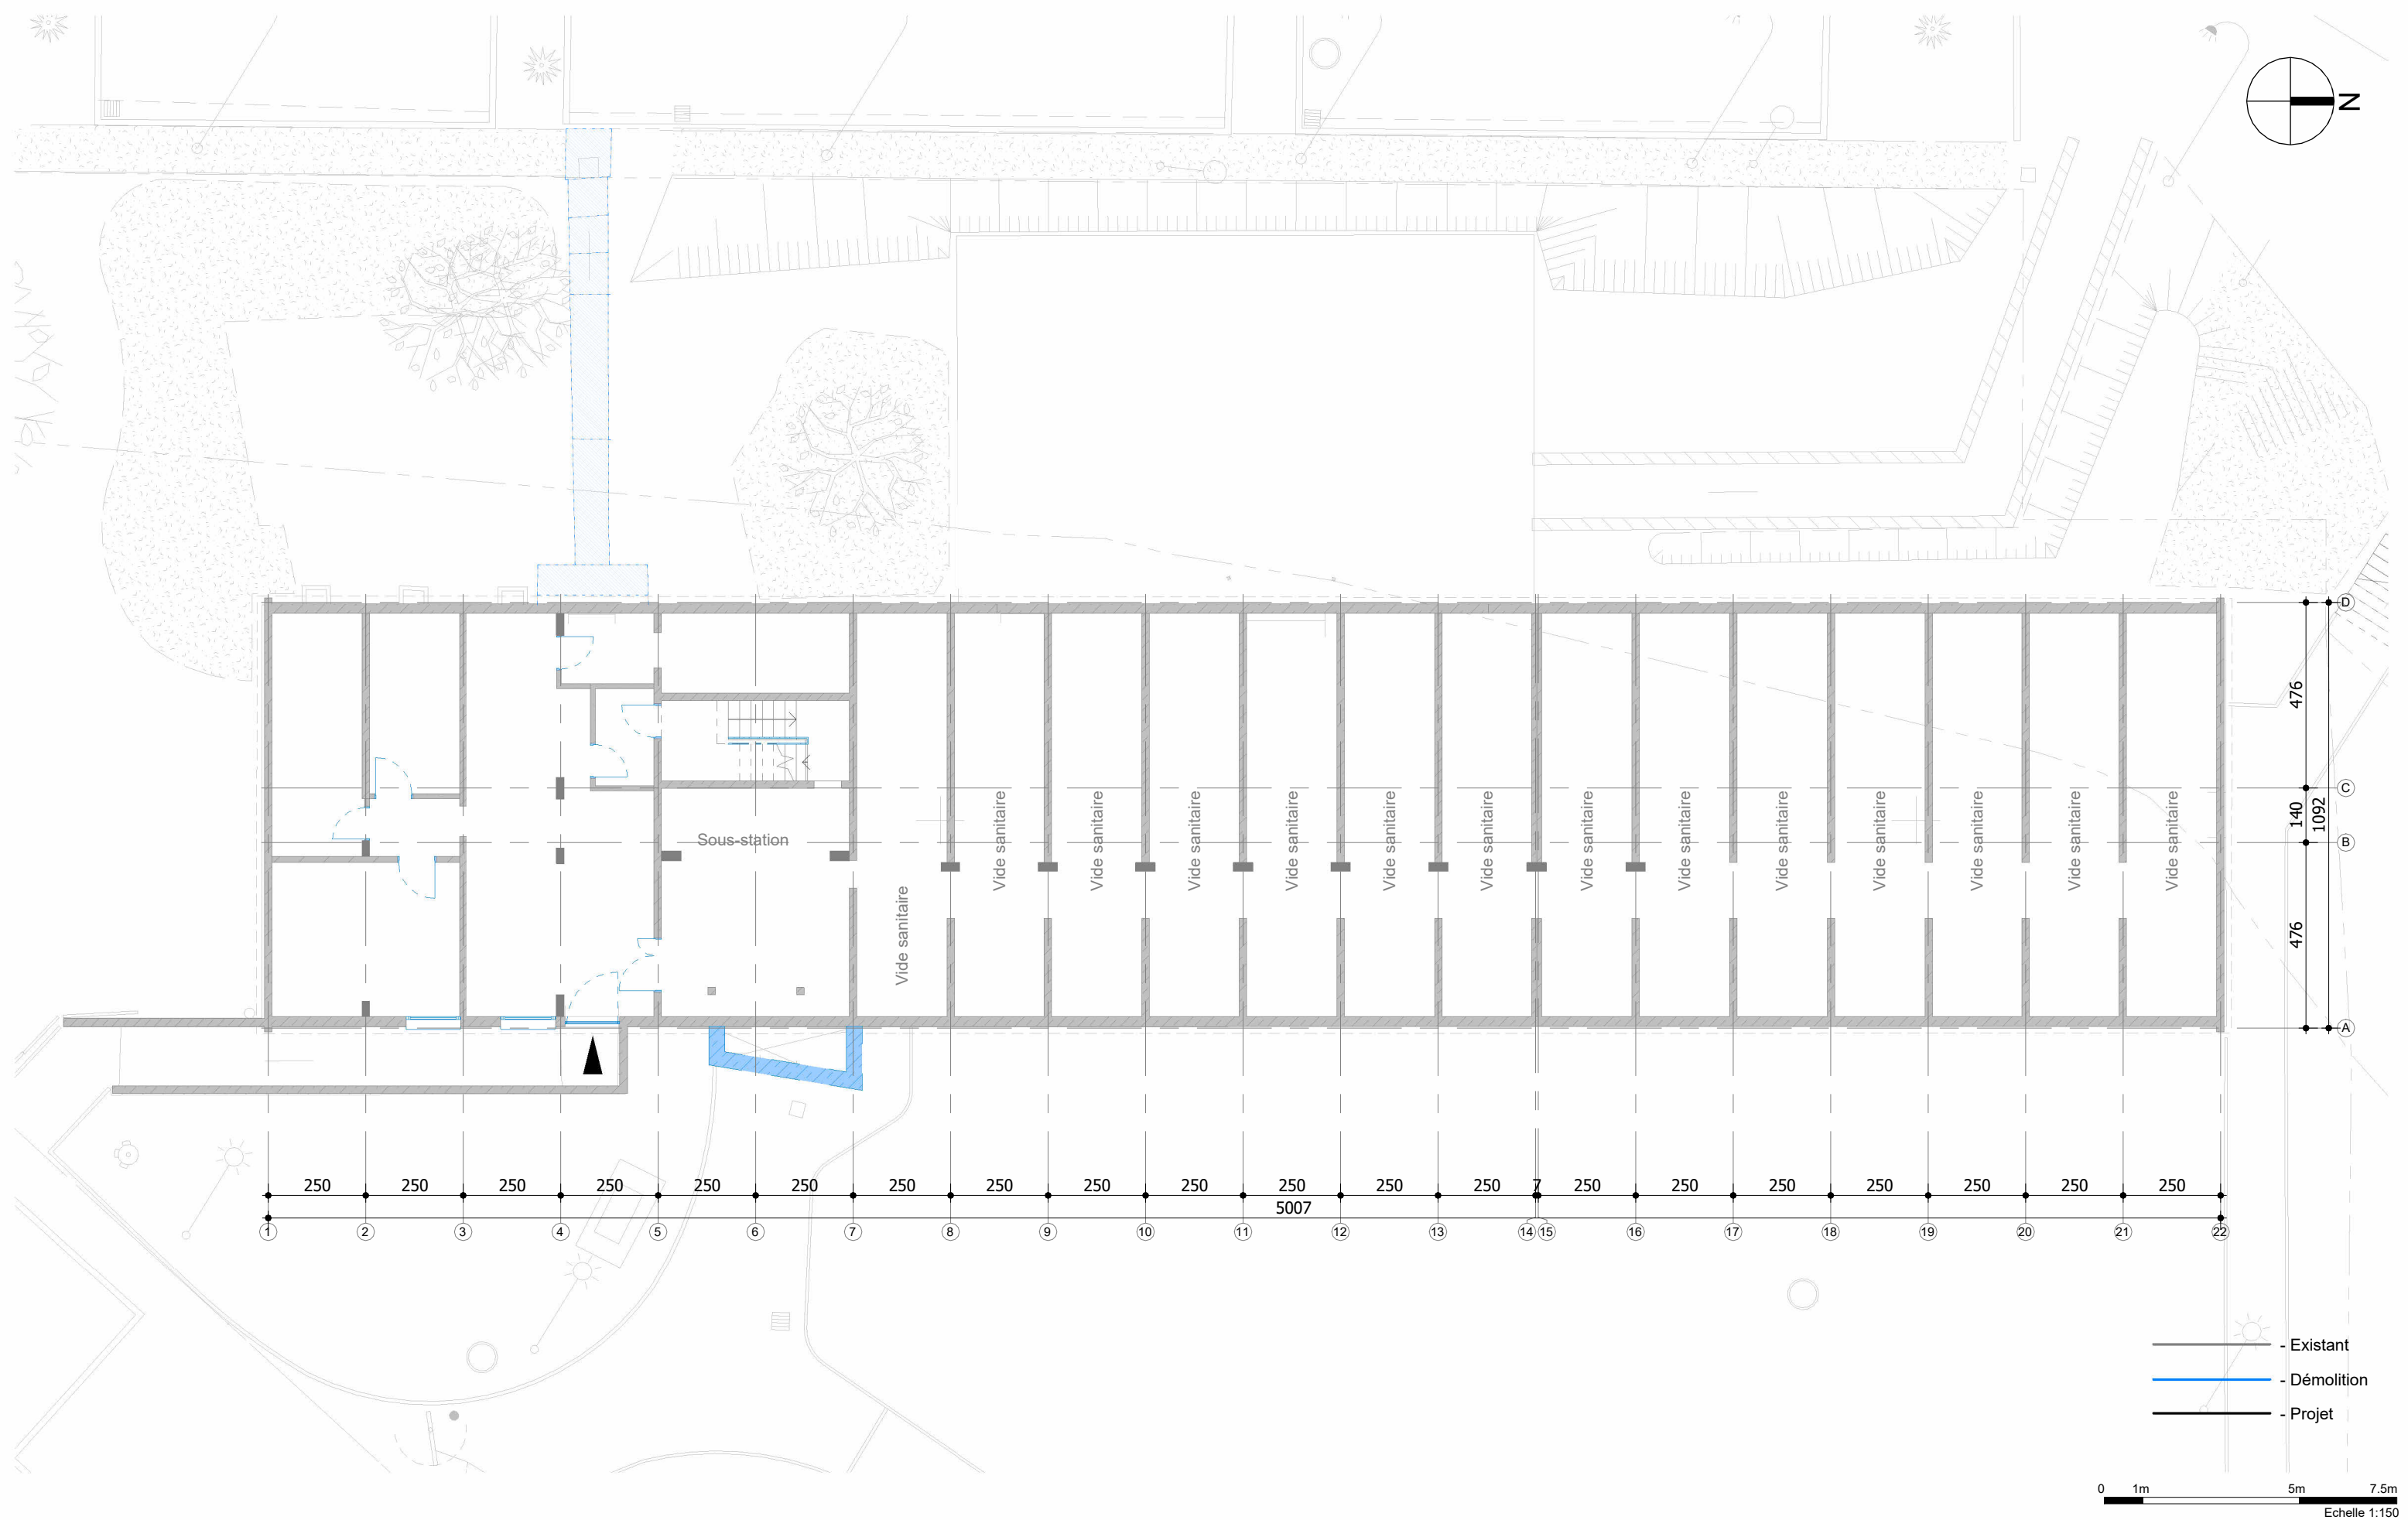 N
D
476
C
140
1092
B
476
A
Sous-station
Vide sanitaire
Vide sanitaire
Vide sanitaire
Vide sanitaire
Vide sanitaire
Vide sanitaire
Vide sanitaire
Vide sanitaire
Vide sanitaire
Vide sanitaire
Vide sanitaire
Vide sanitaire
Vide sanitaire
Vide sanitaire
250 250 250 250 250 250 250 250 250 250 250 250 250 7 250 250 250 250 250 250 250
5007
1 2 3 4 5 6 7 8 9 10 11 12 13 14 15 16 17 18 19 20 21 22
- Existant
- Démolition
- Projet
0 1m 5m 7.5m
Echelle 1:150